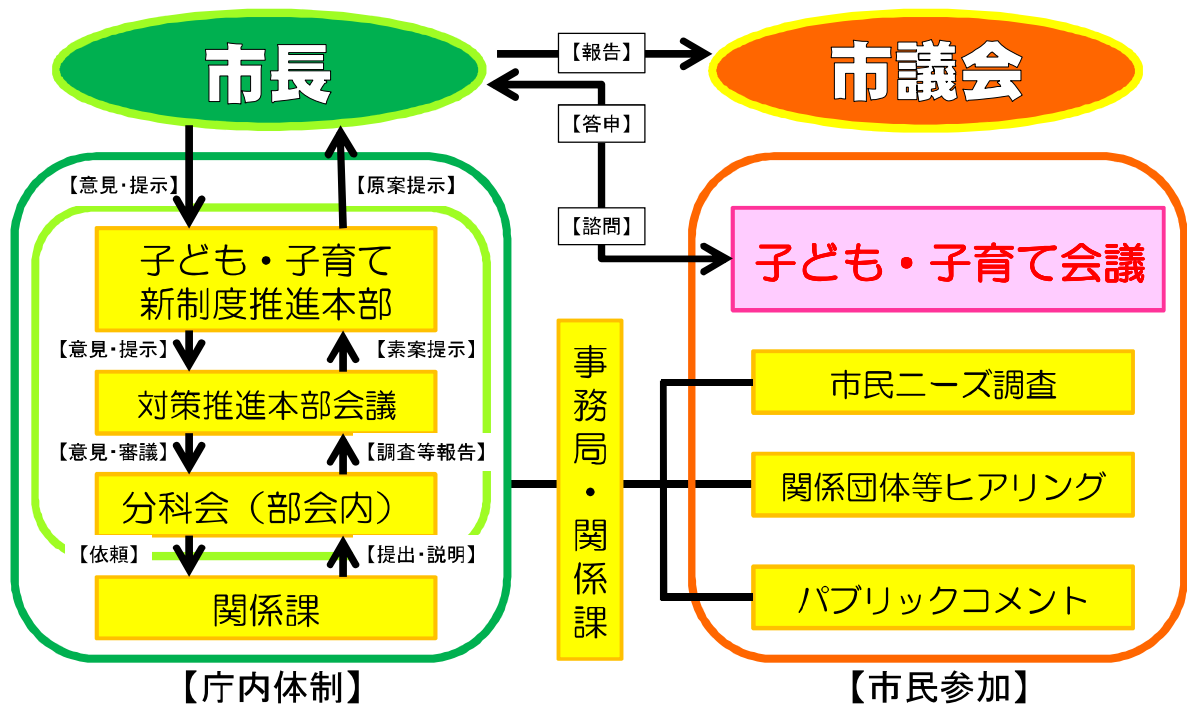 市長
【報告】
市議会
【答申】
【意見・提示】
【原案提示】
【諮問】
子ども・子育て
新制度推進本部
子ども・子育て会議
【意見・提示】
【素案提示】
対策推進本部会議
【意見・審議】
【調査等報告】
分科会（部会内）
【依頼】
【提出・説明】
関係課
事務局・関係課
市民ニーズ調査
関係団体等ヒアリング
パブリックコメント
【庁内体制】
【市民参加】